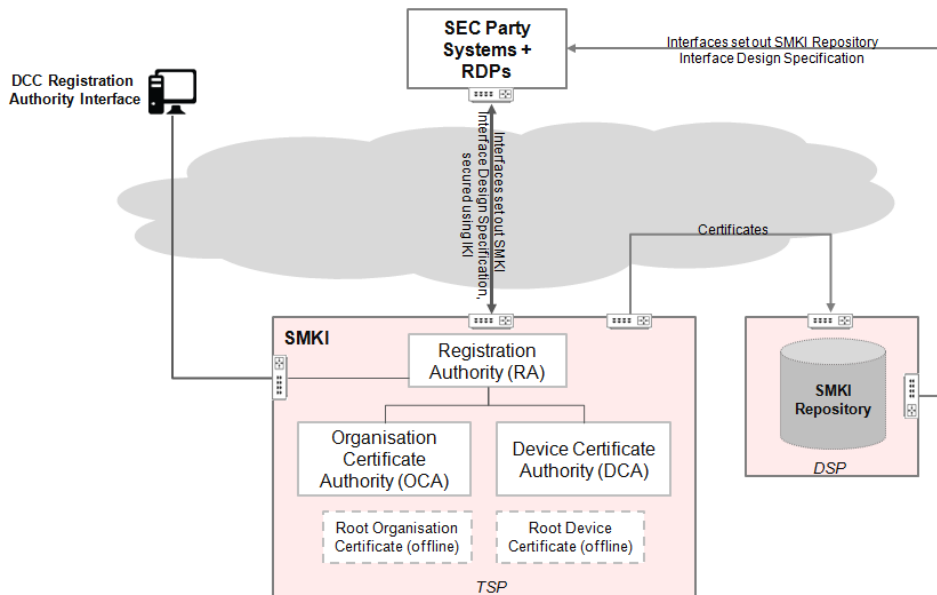 SEC Party
Systems +
RDPs
Interfaces set out SMKI Repository
Interface Design Specification
DCC Registration
Authority Interface
Interfaces set out SMKI
Interface Design Specification,
secured using IKI
Certificates
SMKI
Registration
Authority (RA)
Organisation
Certificate
Authority (OCA)
Device Certificate
Authority (DCA)
Root Organisation
Certificate (offline)
Root Device
Certificate (offline)
TSP
SMKI
Repository
DSP